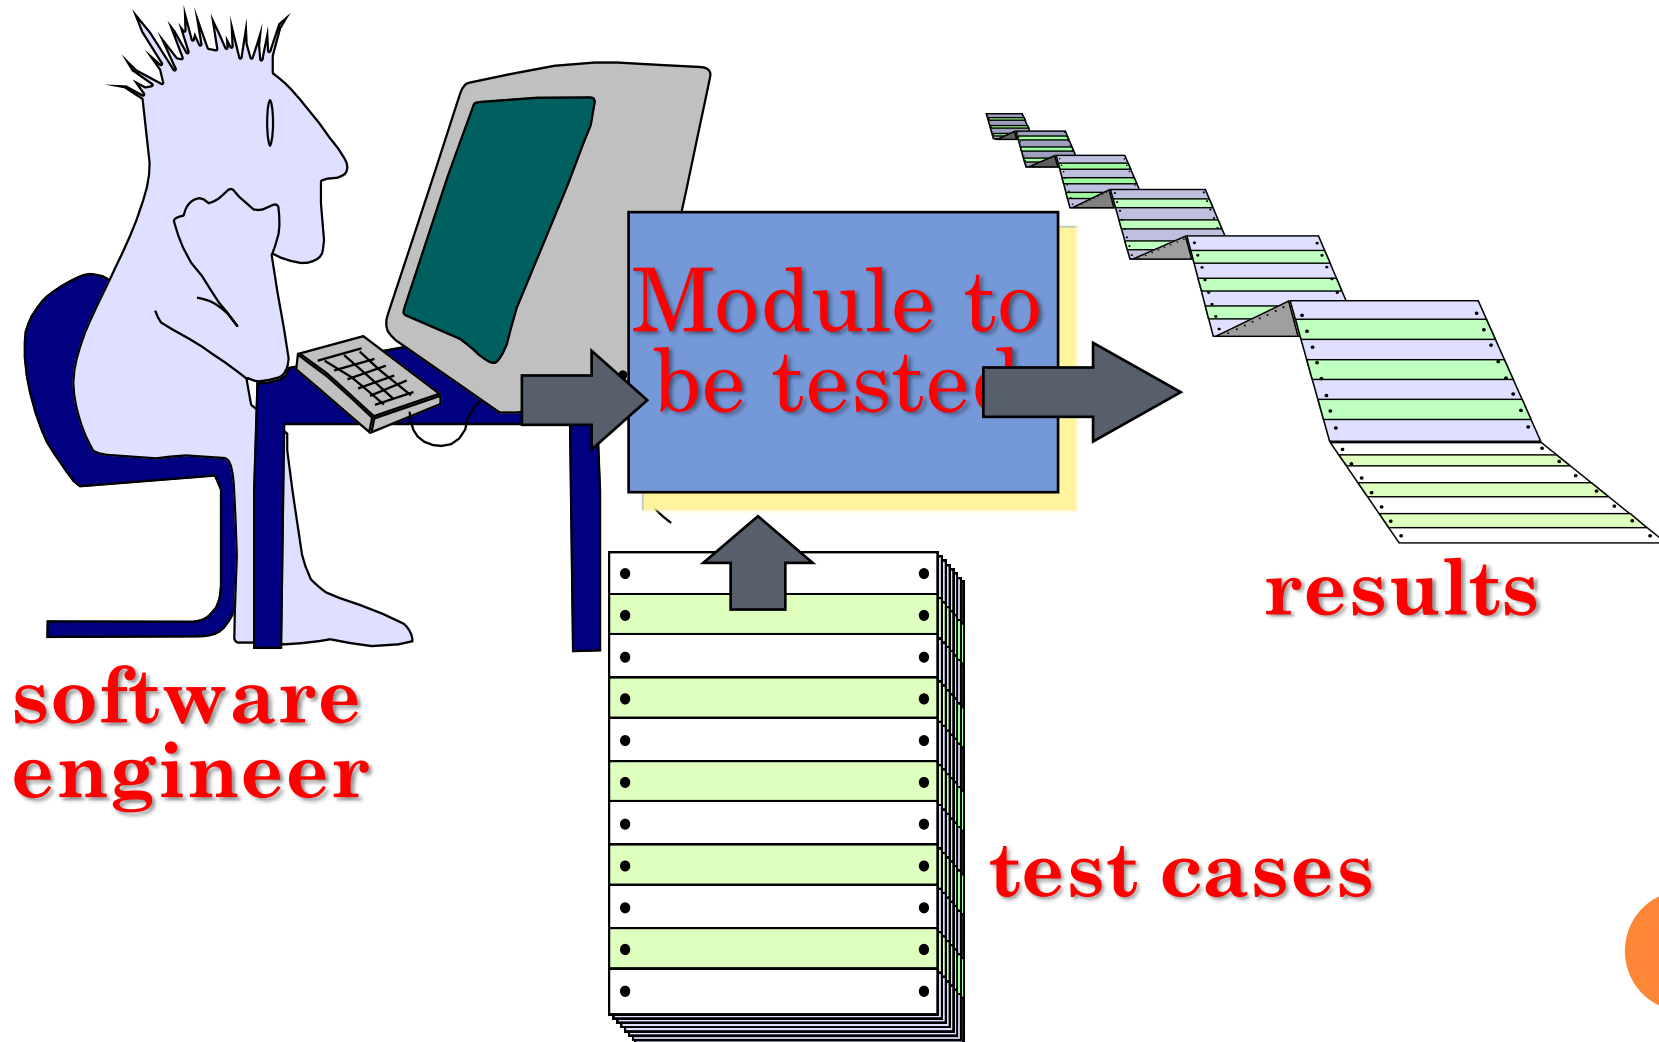 Module to
be tested
results
software
engineer
test cases